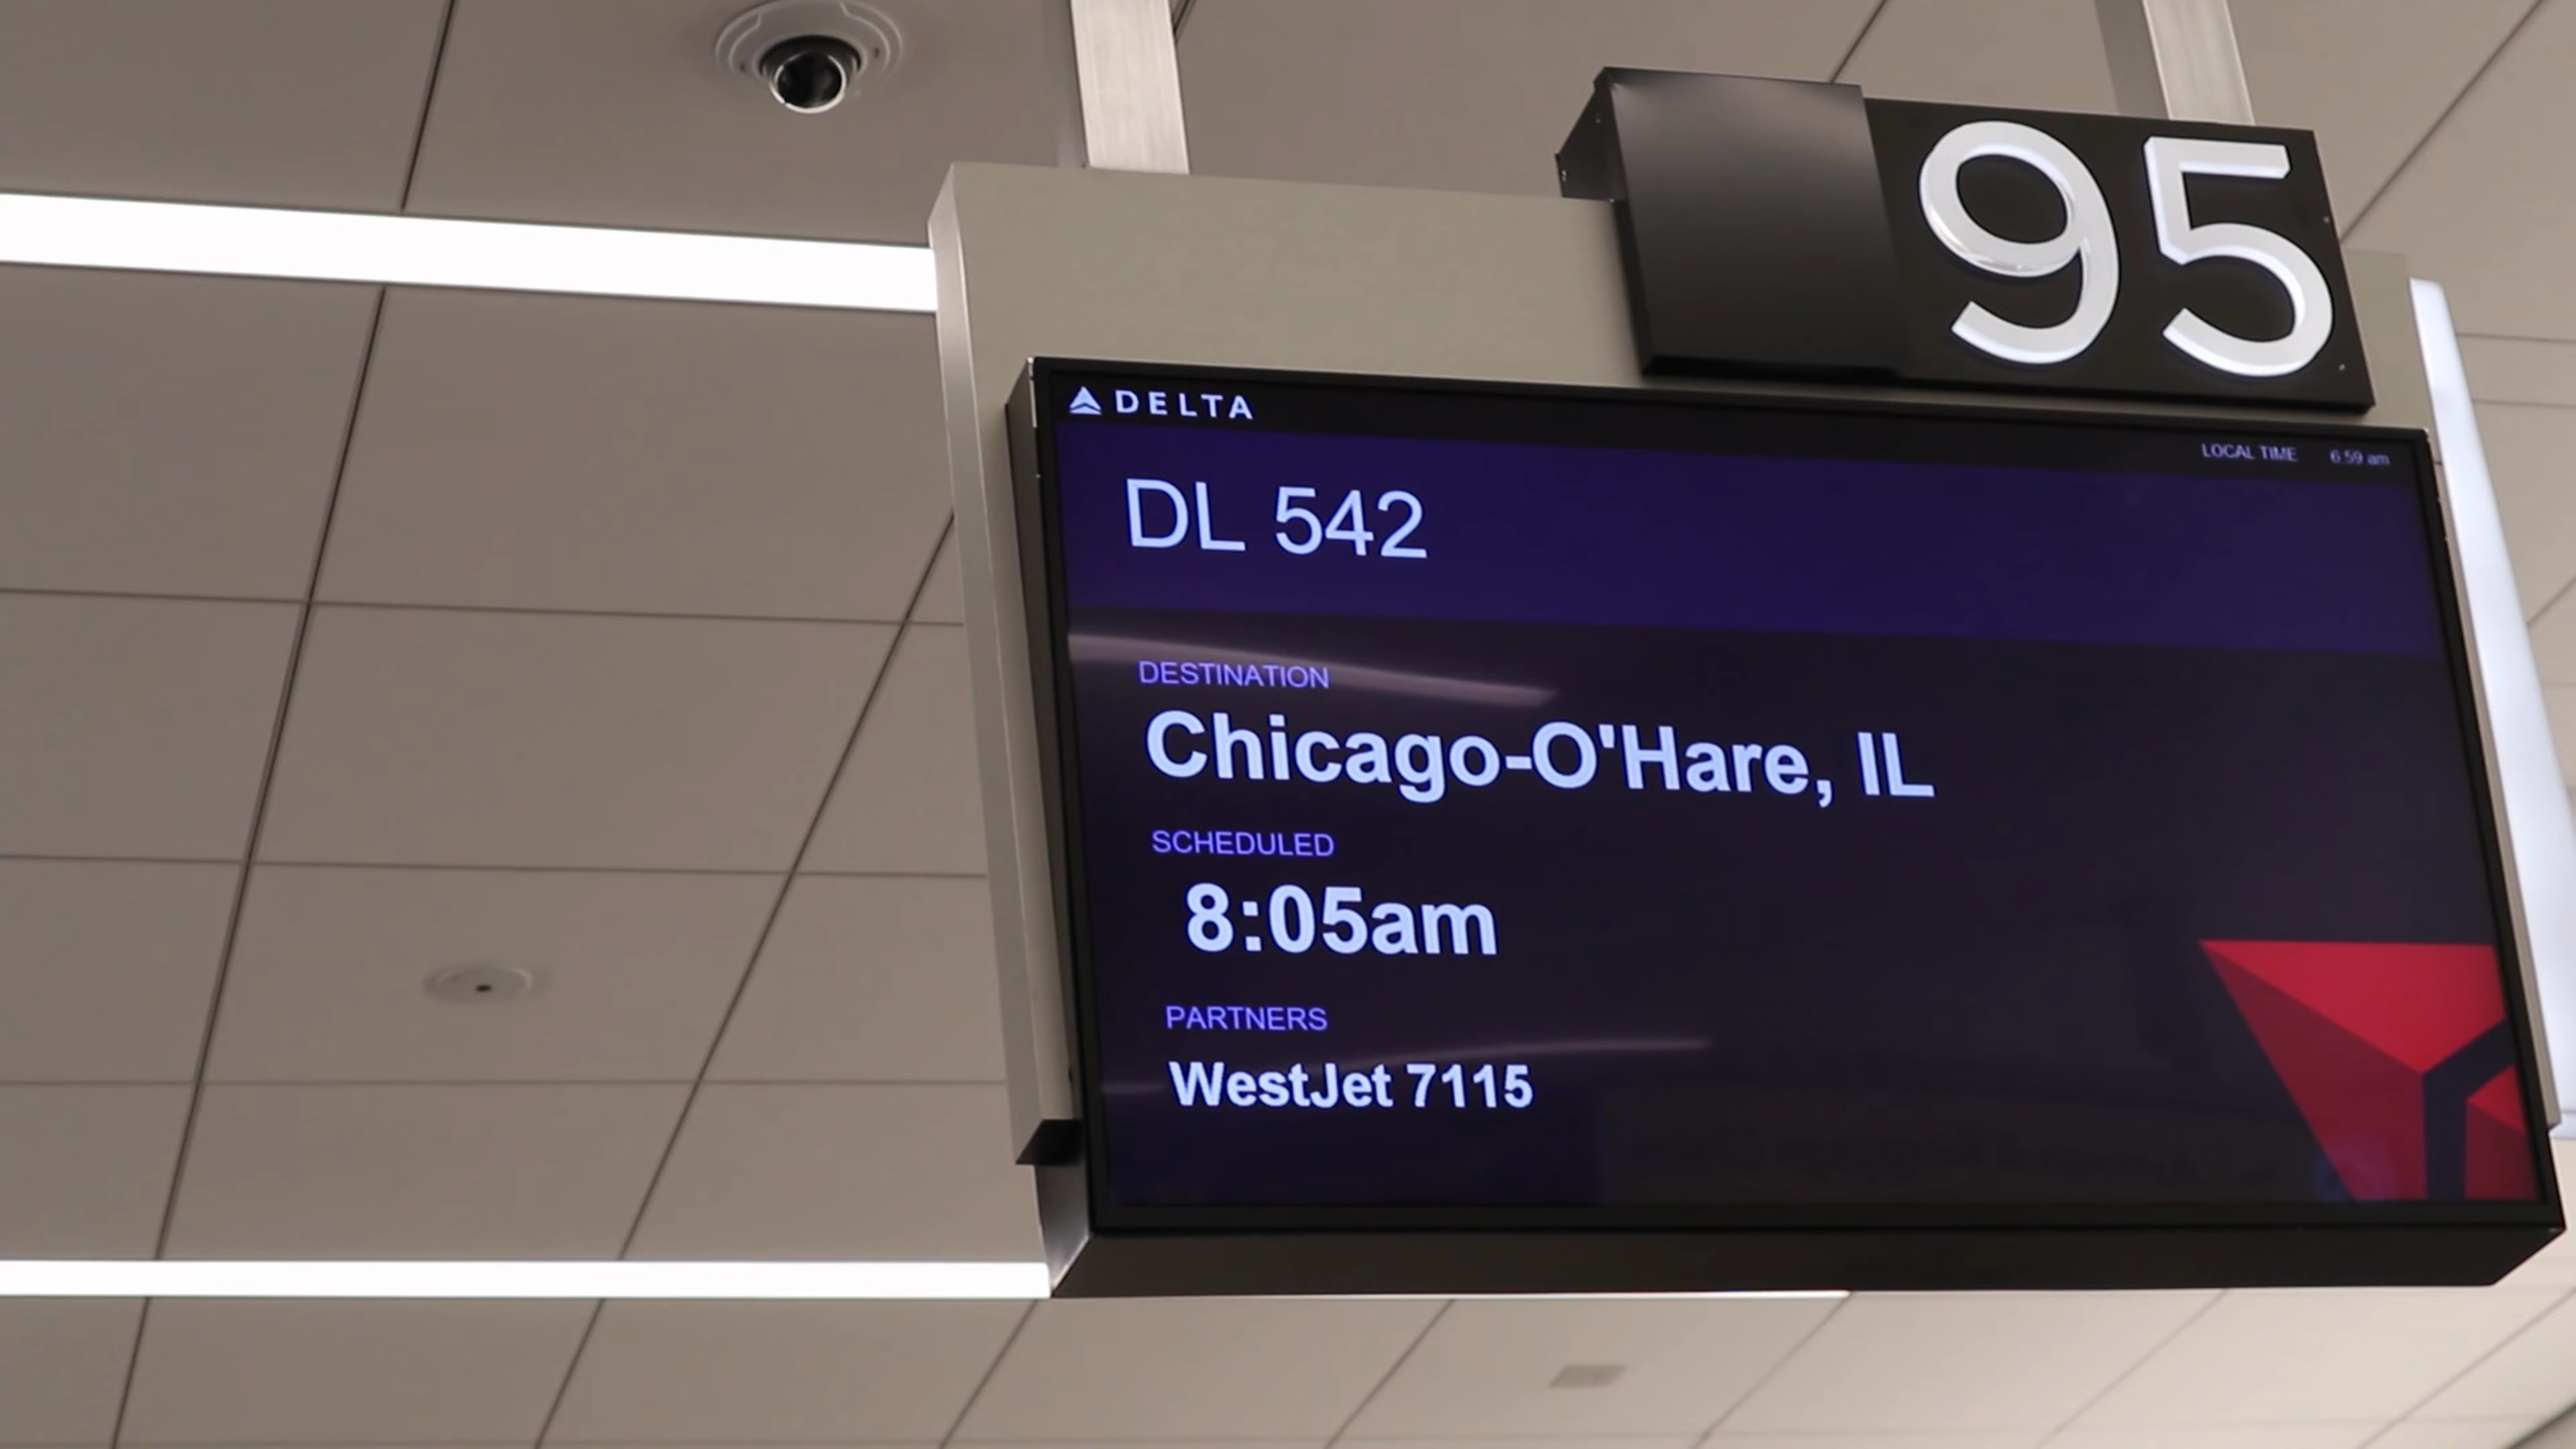 95
DELTA
LOCAL TIME 6:59 am
DL 542
DESTINATION
Chicago-O'Hare, IL
SCHEDULED
8:05am
PARTNERS
WestJet 7115